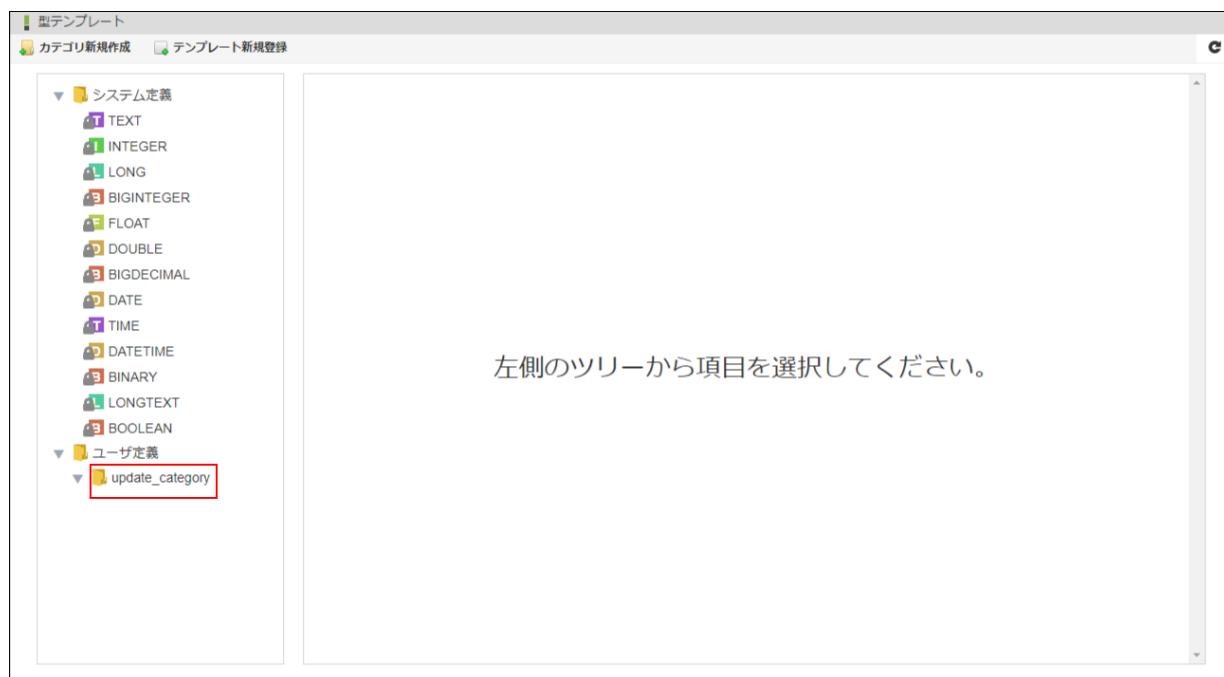 型テンプレート
カテゴリ新規作成 テンプレート新規登録
システム定義
TEXT
INTEGER
LONG
BIGINTEGER
FLOAT
DOUBLE
BIGDECIMAL
DATE
TIME
DATETIME
BINARY
LONGTEXT
BOOLEAN
ユーザ定義
update_category
左側のツリーから項目を選択してください。